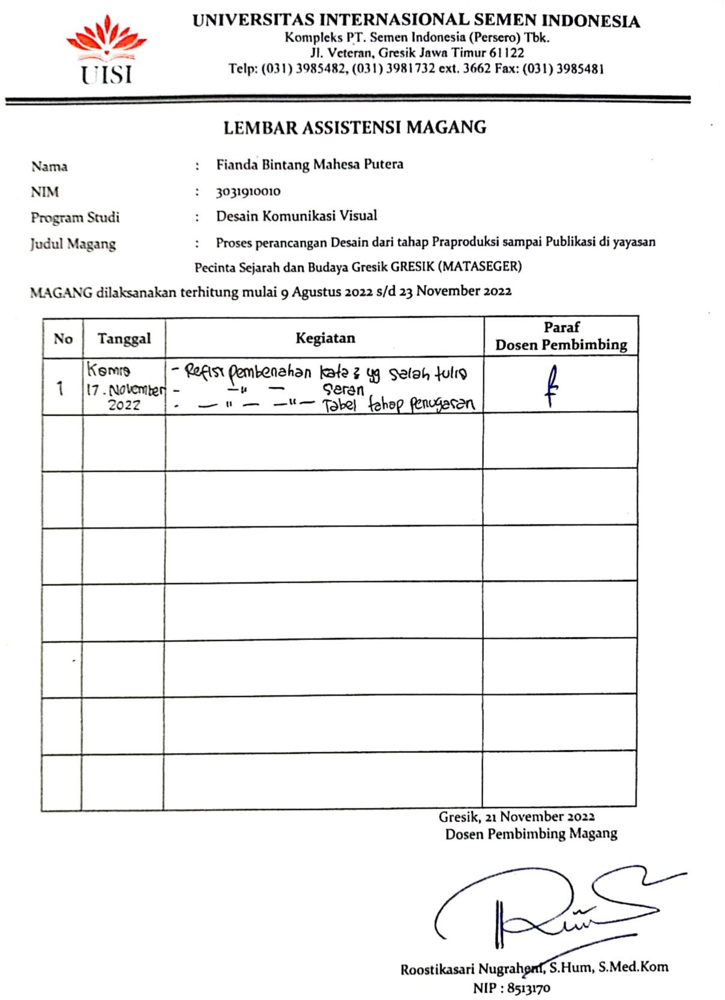 UISI
UNIVERSITAS INTERNASIONAL SEMEN INDONESIA
Kompleks PT. Semen Indonesia (Persero) Tbk.
Jl. Veteran, Gresik Jawa Timur 61122
Telp: (031) 3985482, (031) 3981732 ext. 3662 Fax: (031) 3985481
LEMBAR ASSISTENSI MAGANG
Nama : Fianda Bintang Mahesa Putera
NIM : 3031910010
Program Studi : Desain Komunikasi Visual
Judul Magang : Proses perancangan Desain dari tahap Praproduksi sampai Publikasi di yayasan
Pecinta Sejarah dan Budaya Gresik GRESIK (MATASEGER)
MAGANG dilaksanakan terhitung mulai 9 Agustus 2022 s/d 23 November 2022
No Tanggal Kegiatan Paraf
Dosen Pembimbing
1 Kamis
17. November
2022
- Refisi pembenahan kata2 yg salah tulis
- —"— saran
- —"— —"— Tabel tahap penugasan
Gresik, 21 November 2022
Dosen Pembimbing Magang
Roostikasari Nugraheni, S.Hum, S.Med.Kom
NIP : 8513170